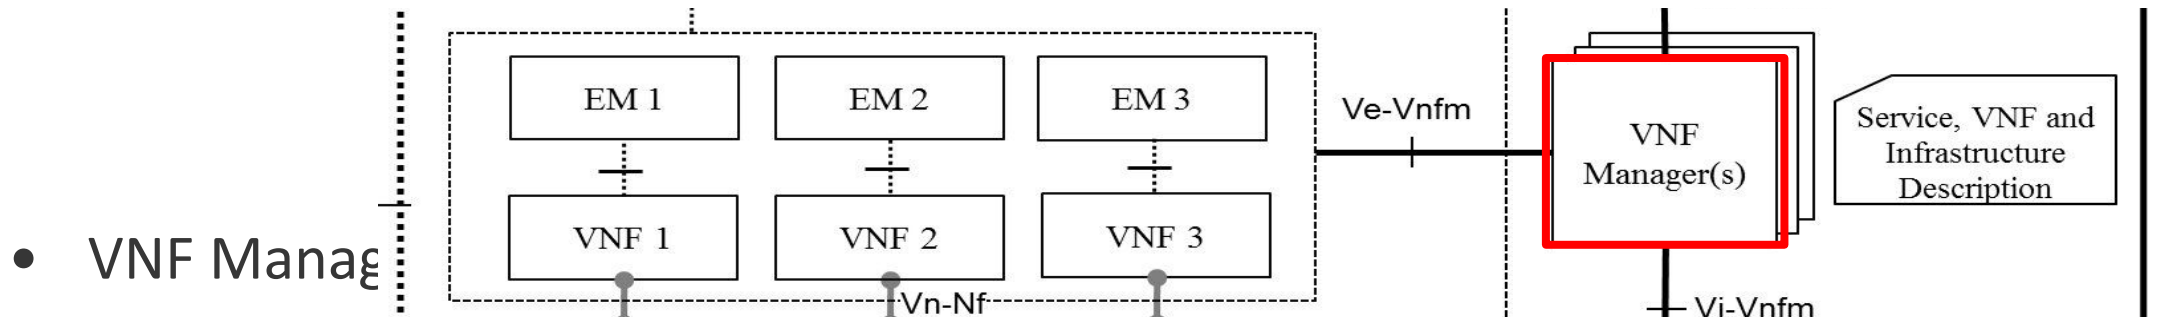 EM 1 EM 2 EM 3
Ve-Vnfm
VNF
Manager(s)
Service, VNF and
Infrastructure
Description
VNF 1 VNF 2 VNF 3
• VNF Manag
Vn-Nf
Vi-Vnfm